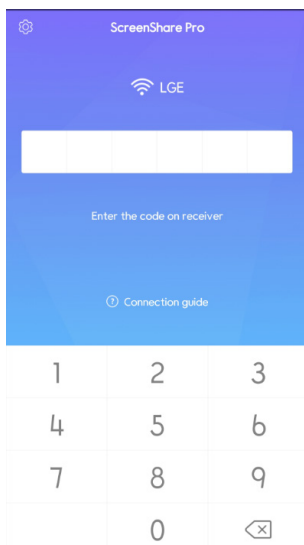 ScreenShare Pro
LGE
Enter the code on receiver
? Connection guide
1 2 3
4 5 6
7 8 9
0